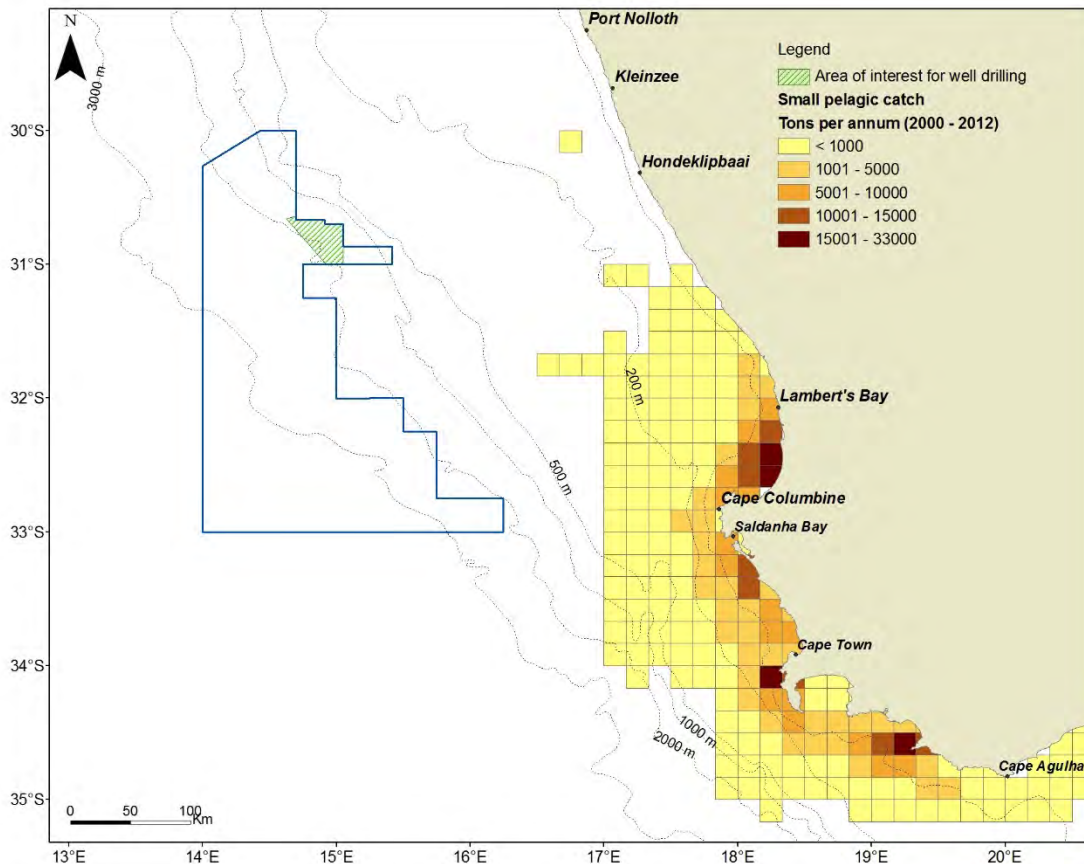 N
Port Nolloth
Kleinzee
Hondeklipbaai
Legend
Area of interest for well drilling
Small pelagic catch
Tons per annum (2000 - 2012)
< 1000
1001 - 5000
5001 - 10000
10001 - 15000
15001 - 33000
3000 m
200 m
500 m
1000 m
2000 m
Lambert's Bay
Cape Columbine
Saldanha Bay
Cape Town
Cape Agulha
30°S
31°S
32°S
33°S
34°S
35°S
0 50 100
Km
13°E 14°E 15°E 16°E 17°E 18°E 19°E 20°E